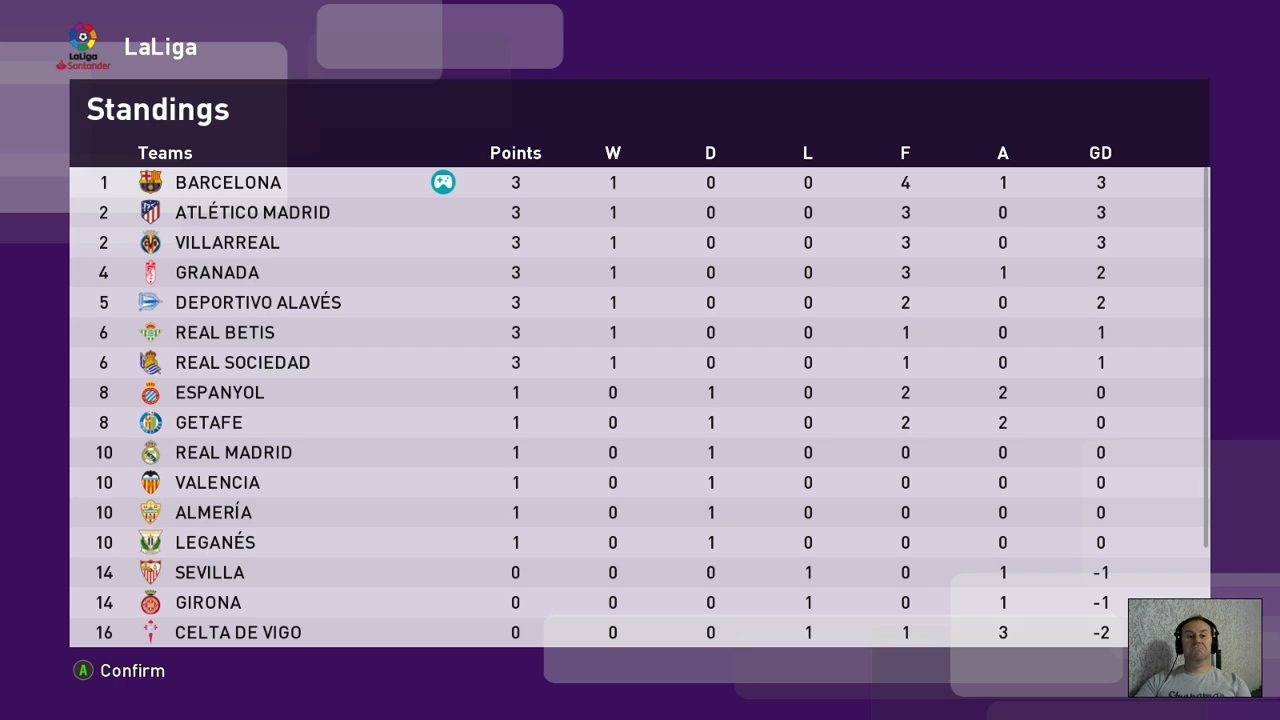 LaLiga
LaLiga
Santander
Standings
Teams Points W D L F A GD
1 BARCELONA 3 1 0 0 4 1 3
2 ATLÉTICO MADRID 3 1 0 0 3 0 3
2 VILLARREAL 3 1 0 0 3 0 3
4 GRANADA 3 1 0 0 3 1 2
5 DEPORTIVO ALAVÉS 3 1 0 0 2 0 2
6 REAL BETIS 3 1 0 0 1 0 1
6 REAL SOCIEDAD 3 1 0 0 1 0 1
8 ESPANYOL 1 0 1 0 2 2 0
8 GETAFE 1 0 1 0 2 2 0
10 REAL MADRID 1 0 1 0 0 0 0
10 VALENCIA 1 0 1 0 0 0 0
10 ALMERÍA 1 0 1 0 0 0 0
10 LEGANÉS 1 0 1 0 0 0 0
14 SEVILLA 0 0 0 1 0 1 -1
14 GIRONA 0 0 0 1 0 1 -1
16 CELTA DE VIGO 0 0 0 1 1 3 -2
A Confirm